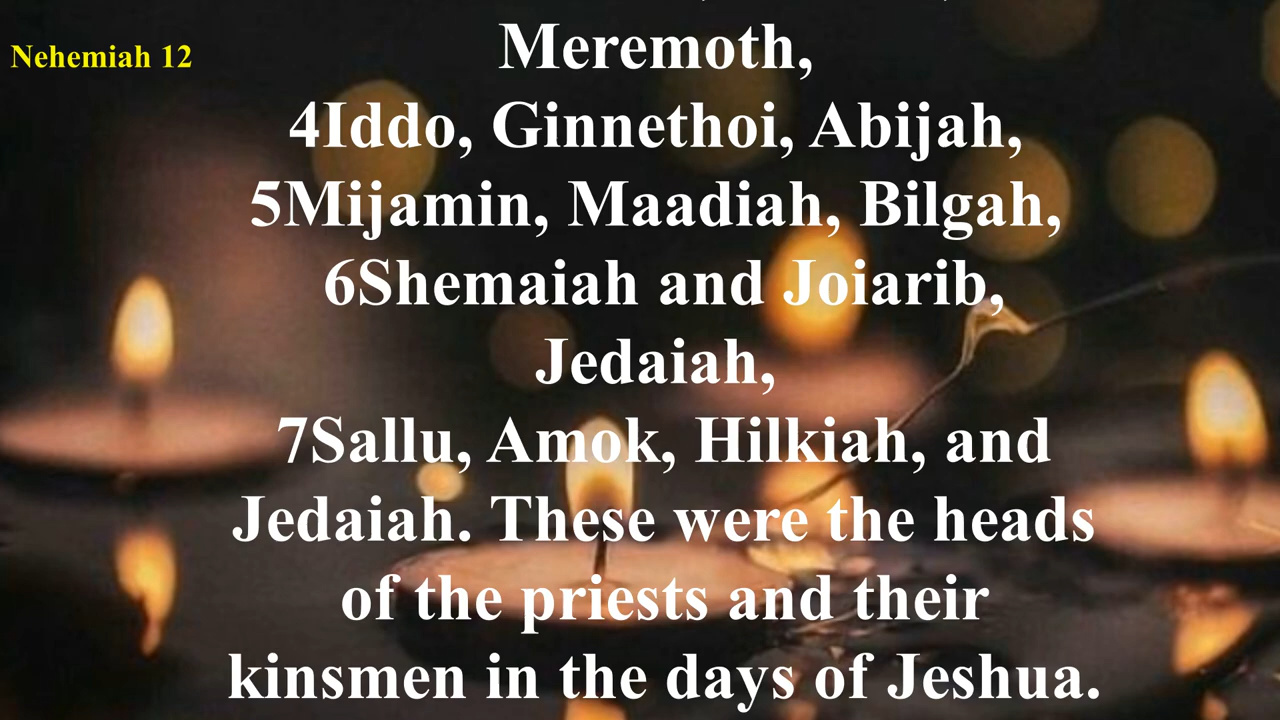 Nehemiah 12
Meremoth,
4Iddo, Ginnethoi, Abijah,
5Mijamin, Maadiah, Bilgah,
6Shemaiah and Joiarib,
Jedaiah,
7Sallu, Amok, Hilkiah, and
Jedaiah. These were the heads
of the priests and their
kinsmen in the days of Jeshua.